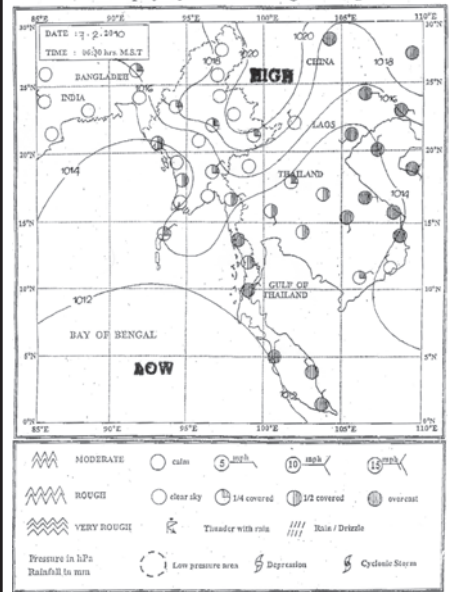 DATE : 17-2-2010
TIME : 06:30 hrs. M.S.T
85°E 90°E 95°E 100°E 105°E 110°E
30°N 30°N
1020
1018
1020
1018
HIGH
CHINA
BANGLADESH
1016
1016
25°N 25°N
INDIA
LAOS
20°N 20°N
1014
THAILAND
1014
15°N 15°N
10°N 10°N
1012
GULF OF
THAILAND
BAY OF BENGAL
5°N 5°N
LOW
0°N 0°N
85°E 90°E 95°E 100°E 105°E 110°E
MODERATE calm 5 mph 10 mph 15 mph
ROUGH clear sky 1/4 covered 1/2 covered overcast
VERY ROUGH Thunder with rain Rain / Drizzle
Pressure in hPa
Rainfall in mm
Low pressure area Depression Cyclonic Storm